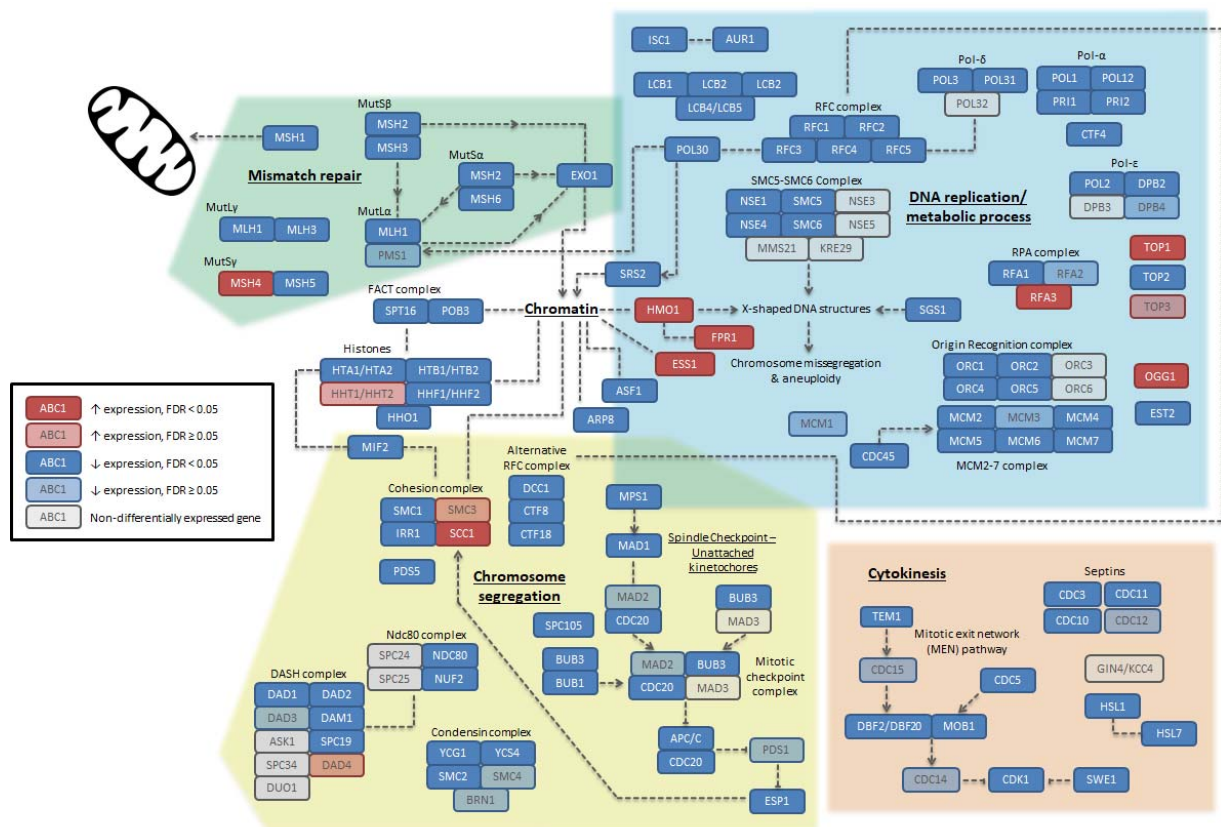 ISC1
AUR1
LCB1
LCB2
LCB2
LCB4/LCB5
Pol-δ
POL3
POL31
POL32
Pol-α
POL1
POL12
PRI1
PRI2
CTF4
RFC complex
RFC1
RFC2
RFC3
RFC4
RFC5
POL30
MutSβ
MSH2
MSH3
MSH1
MutSα
MSH2
MSH6
EXO1
Mismatch repair
MutLγ
MLH1
MLH3
MutLα
MLH1
PMS1
MutSγ
MSH4
MSH5
SMC5-SMC6 Complex
NSE1
SMC5
NSE3
NSE4
SMC6
NSE5
MMS21
KRE29
DNA replication/
metabolic process
Pol-ε
POL2
DPB2
DPB3
DPB4
RPA complex
RFA1
RFA2
RFA3
TOP1
TOP2
TOP3
OGG1
EST2
SRS2
FACT complex
SPT16
POB3
Chromatin
HMO1
FPR1
ESS1
X-shaped DNA structures
SGS1
Chromosome missegregation
& aneuploidy
ASF1
ARP8
Histones
HTA1/HTA2
HTB1/HTB2
HHT1/HHT2
HHF1/HHF2
HHO1
MIF2
Origin Recognition complex
ORC1
ORC2
ORC3
ORC4
ORC5
ORC6
MCM1
MCM2
MCM3
MCM4
MCM5
MCM6
MCM7
CDC45
MCM2-7 complex
ABC1
↑ expression, FDR < 0.05
ABC1
↑ expression, FDR ≥ 0.05
ABC1
↓ expression, FDR < 0.05
ABC1
↓ expression, FDR ≥ 0.05
ABC1
Non-differentially expressed gene
Cohesion complex
SMC1
SMC3
IRR1
SCC1
PDS5
Alternative
RFC complex
DCC1
CTF8
CTF18
Chromosome
segregation
MPS1
MAD1
Spindle Checkpoint –
Unattached
kinetochores
MAD2
CDC20
BUB3
MAD3
SPC105
BUB3
BUB1
MAD2
BUB3
CDC20
MAD3
Mitotic
checkpoint
complex
APC/C
CDC20
PDS1
ESP1
Ndc80 complex
SPC24
NDC80
SPC25
NUF2
DASH complex
DAD1
DAD2
DAD3
DAM1
ASK1
SPC19
SPC34
DAD4
DUO1
Condensin complex
YCG1
YCS4
SMC2
SMC4
BRN1
Cytokinesis
TEM1
Mitotic exit network
(MEN) pathway
CDC15
CDC5
DBF2/DBF20
MOB1
CDC14
CDK1
SWE1
Septins
CDC3
CDC11
CDC10
CDC12
GIN4/KCC4
HSL1
HSL7